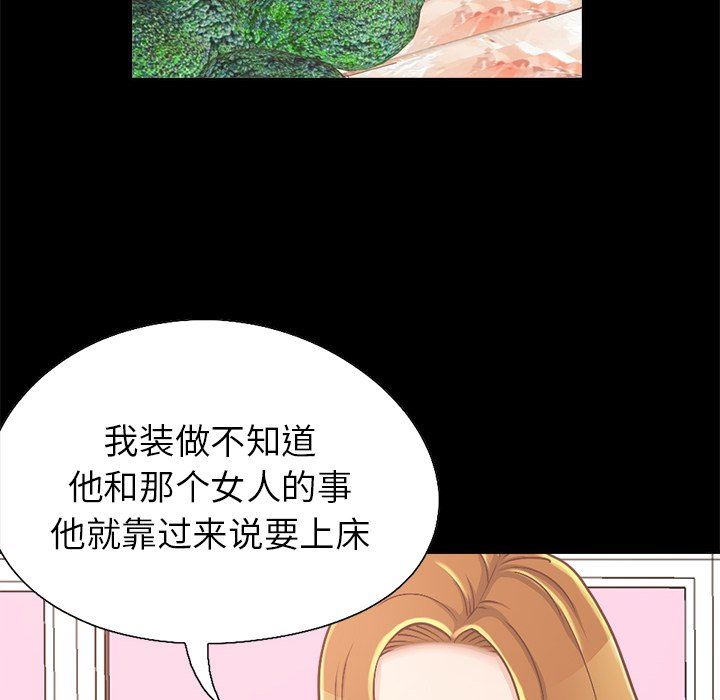 我装做不知道
他和那个女人的事
他就靠过来说要上床